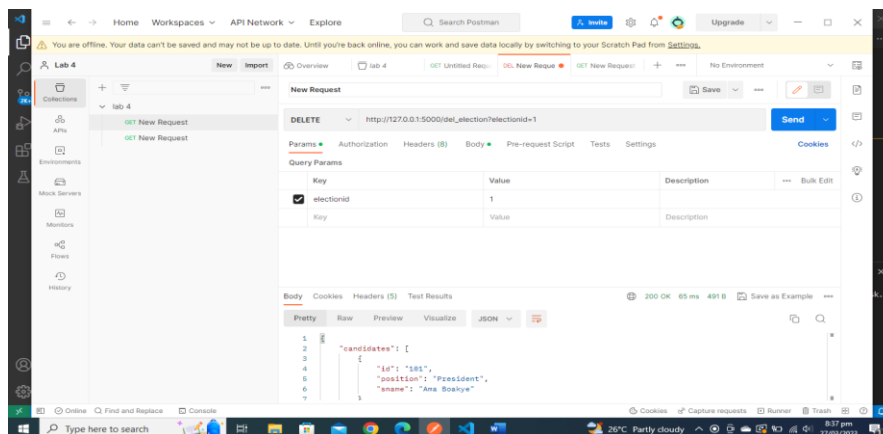 Home Workspaces API Network Explore Search Postman Invite Upgrade
You are offline. Your data can't be saved and may not be up to date. Until you're back online, you can work and save data locally by switching to your Scratch Pad from Settings.
Lab 4 New Import Overview lab 4 GET Untitled Requ DEL New Reque GET New Request No Environment
Collections
APIs
Environments
Mock Servers
Monitors
Flows
History
lab 4
GET New Request
GET New Request
New Request Save
DELETE http://127.0.0.1:5000/del_election?electionid=1 Send
Params Authorization Headers (8) Body Pre-request Script Tests Settings Cookies
Query Params
Key Value Description Bulk Edit
electionid 1
Key Value Description
Body Cookies Headers (5) Test Results 200 OK 65 ms 491 B Save as Example
Pretty Raw Preview Visualize JSON
1
2 "candidates": [
3 {
4 "id": "101",
5 "position": "President",
6 "sname": "Ama Boakye"
7 }
Online Find and Replace Console Cookies Capture requests Runner Trash
Type here to search 26°C Partly cloudy 8:37 pm